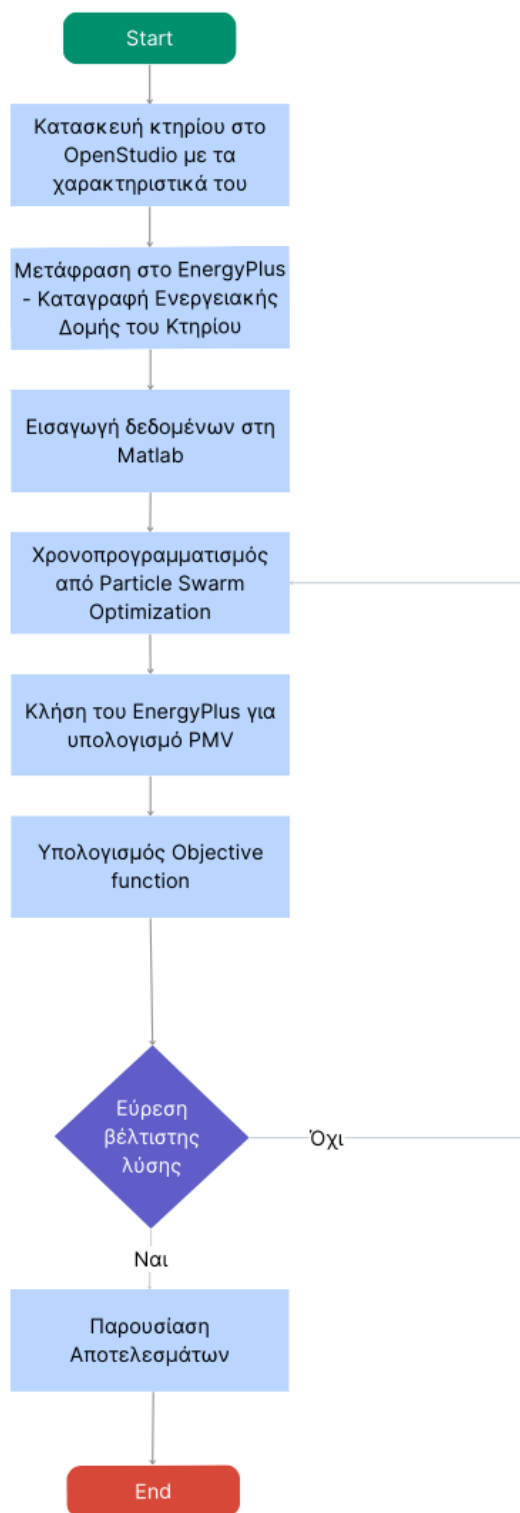 Start
Κατασκευή κτηρίου στο
OpenStudio με τα
χαρακτηριστικά του
Μετάφραση στο EnergyPlus
- Καταγραφή Ενεργειακής
Δομής του Κτηρίου
Εισαγωγή δεδομένων στη
Matlab
Χρονοπρογραμματισμός
από Particle Swarm
Optimization
Κλήση του EnergyPlus για
υπολογισμό PMV
Υπολογισμός Objective
function
Εύρεση
βέλτιστης
λύσης
Όχι
Ναι
Παρουσίαση
Αποτελεσμάτων
End